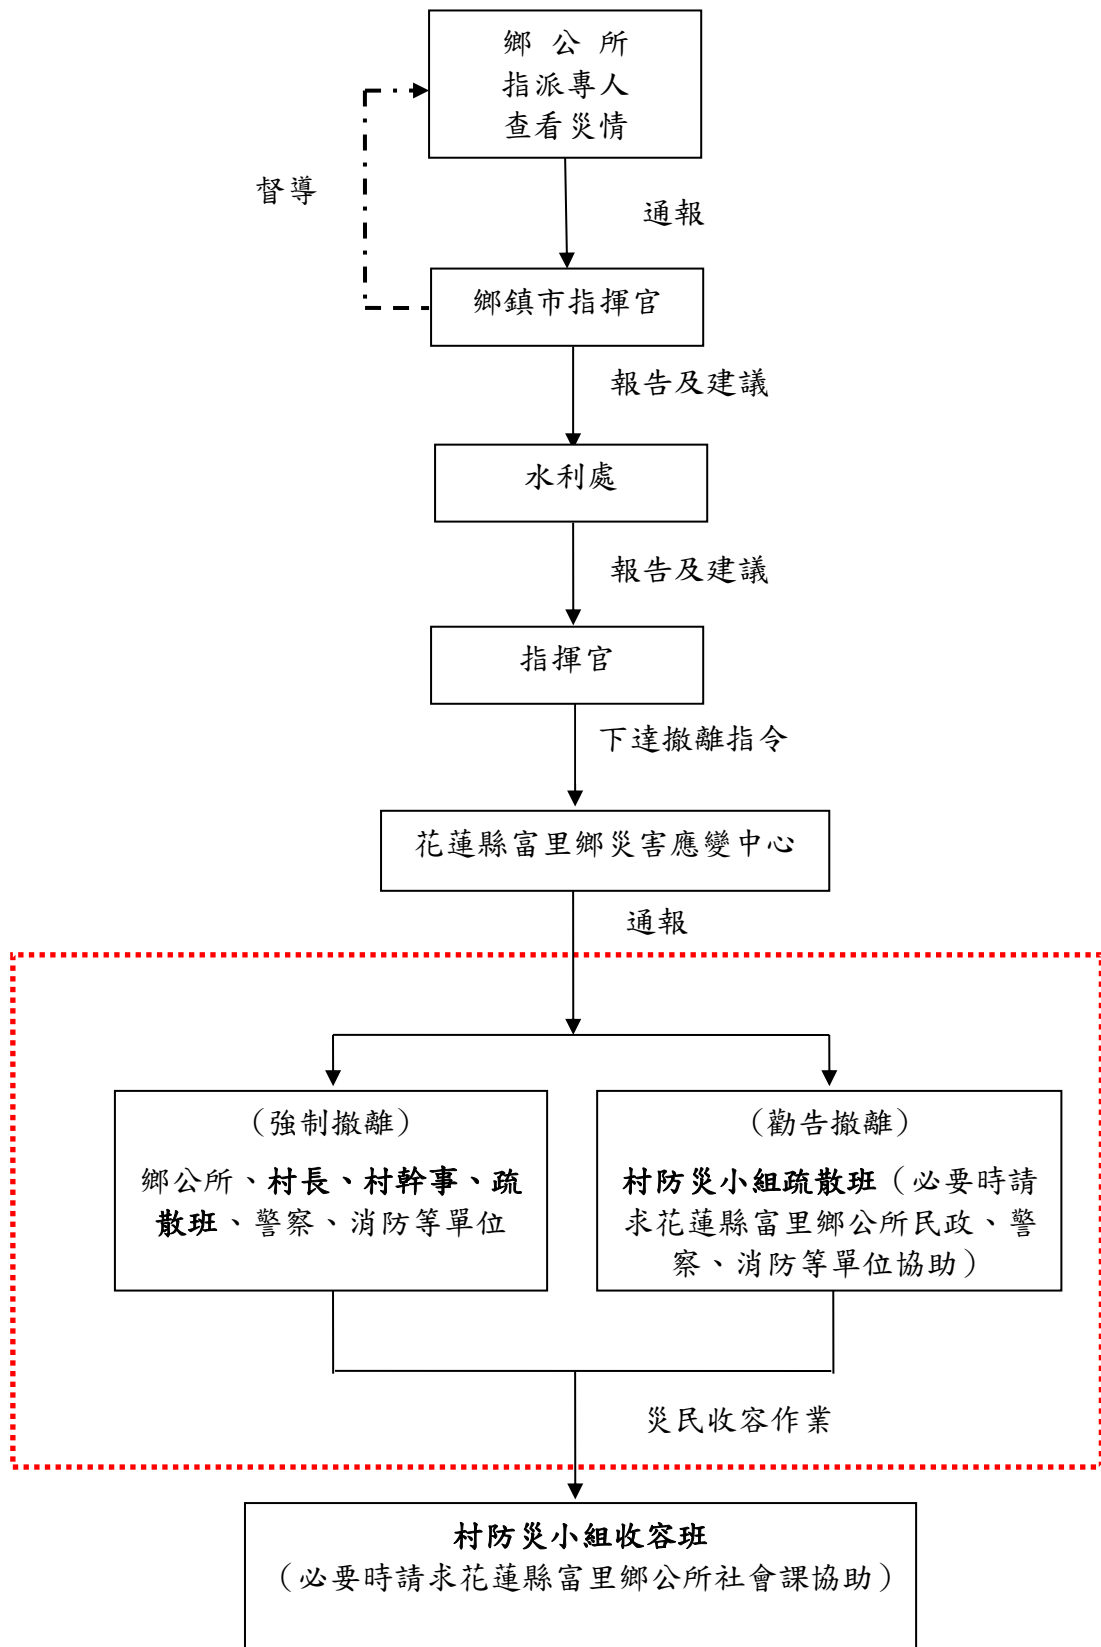 鄉 公 所
指派專人
查看災情
督導
通報
鄉鎮市指揮官
報告及建議
水利處
報告及建議
指揮官
下達撤離指令
花蓮縣富里鄉災害應變中心
通報
（強制撤離）
鄉公所、村長、村幹事、疏
散班、警察、消防等單位
（勸告撤離）
村防災小組疏散班（必要時請
求花蓮縣富里鄉公所民政、警
察、消防等單位協助）
災民收容作業
村防災小組收容班
（必要時請求花蓮縣富里鄉公所社會課協助）